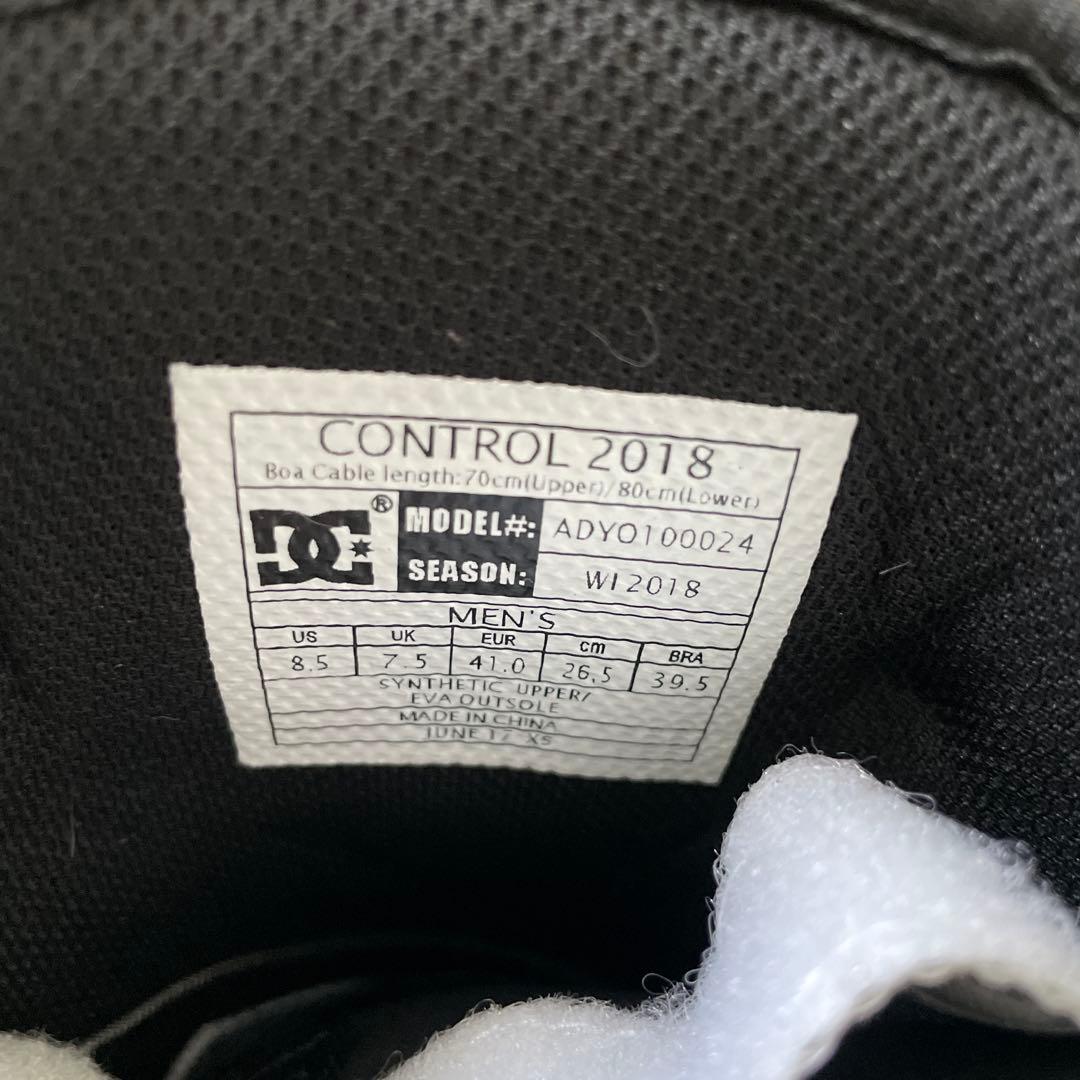 CONTROL 2018
Boa Cable length:70cm(Upper)/80cm(Lower)
DC® MODEL#: ADYO100024
SEASON: WI2018
MEN'S
US UK EUR cm BRA
8.5 7.5 41.0 26.5 39.5
SYNTHETIC UPPER/
EVA OUTSOLE
MADE IN CHINA
JUNE 17 XS